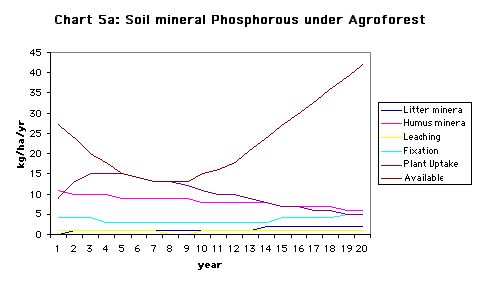 Chart 5a: Soil mineral Phosphorous under Agroforest
45
40
35
30
25
20
15
10
5
0
kg/ha/yr
1 2 3 4 5 6 7 8 9 10 11 12 13 14 15 16 17 18 19 20
year
Litter minera
Humus minera
Leaching
Fixation
Plant Uptake
Available